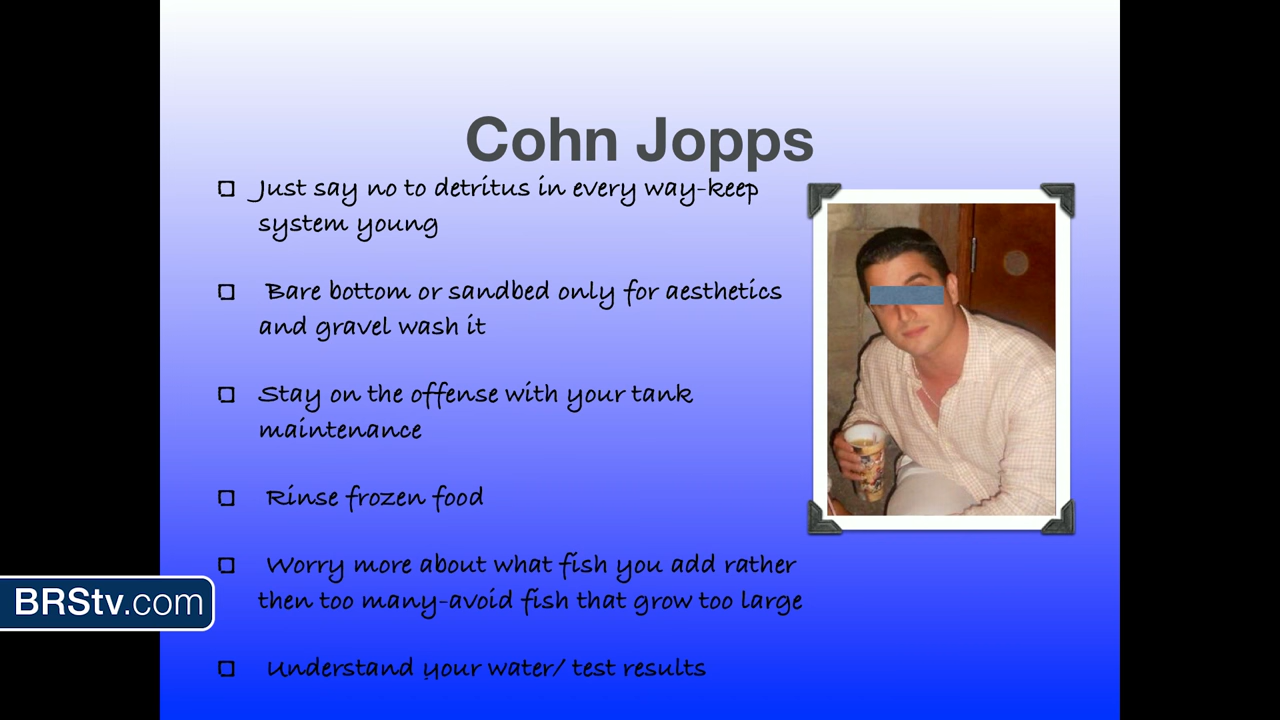 Cohn Jopps
Just say no to detritus in every way-keep
system young
Bare bottom or sandbed only for aesthetics
and gravel wash it
Stay on the offense with your tank
maintenance
Rinse frozen food
Worry more about what fish you add rather
then too many-avoid fish that grow too large
Understand your water/ test results
BRStv.com